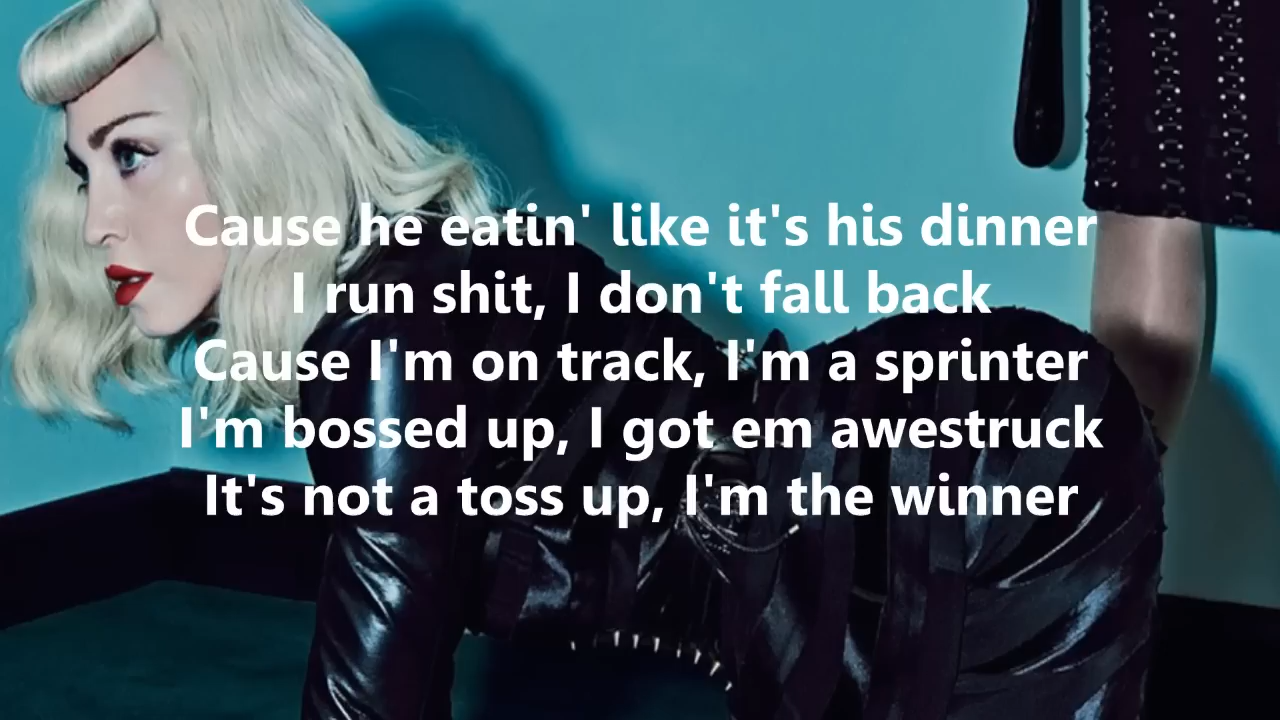 Cause he eatin' like it's his dinner
I run shit, I don't fall back
Cause I'm on track, I'm a sprinter
I'm bossed up, I got em awestruck
It's not a toss up, I'm the winner